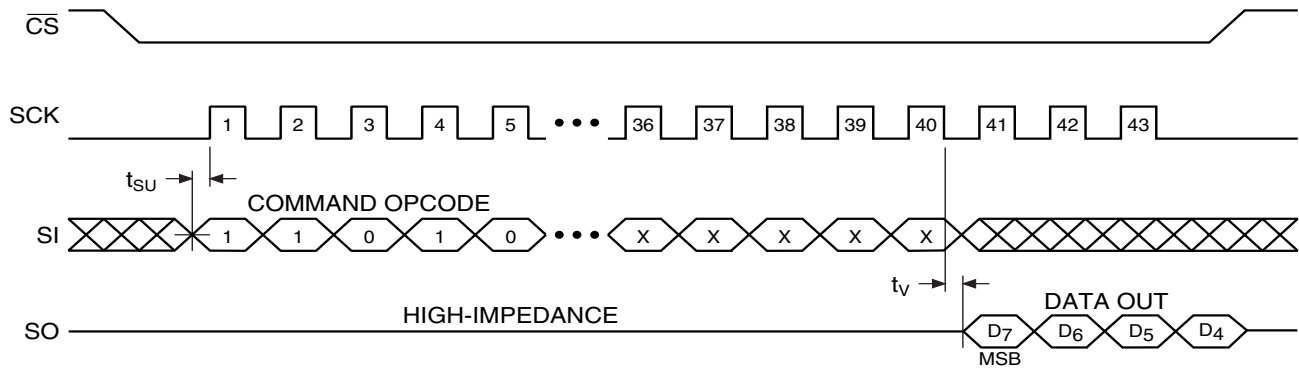 CS
SCK 1 2 3 4 5 ••• 36 37 38 39 40 41 42 43
tSU
COMMAND OPCODE
SI 1 1 0 1 0 ••• X X X X X
tV
HIGH-IMPEDANCE
DATA OUT
SO D7 D6 D5 D4
MSB